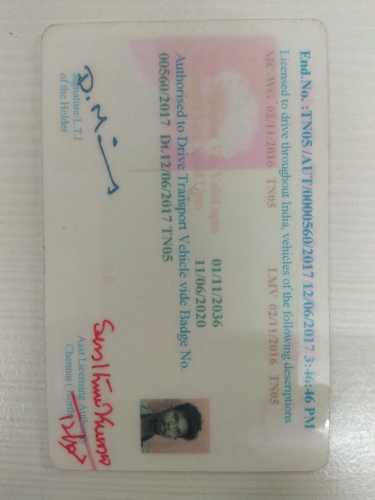 End.No. :TN05 /AUT/0000560/2017 12/06/2017 3:46:46 PM
Licensed to drive throughout India, vehicles of the following descriptions
02/11/2016 TN05 LMV 02/11/2016 TN05
Valid upto
01/11/2036
11/06/2020
Authorised to Drive Transport Vehicle vide Badge No.
00560/2017 Dt.12/06/2017 TN05
Signature/L.T.I
of the Holder
Asst Licensing Authority
Chennai